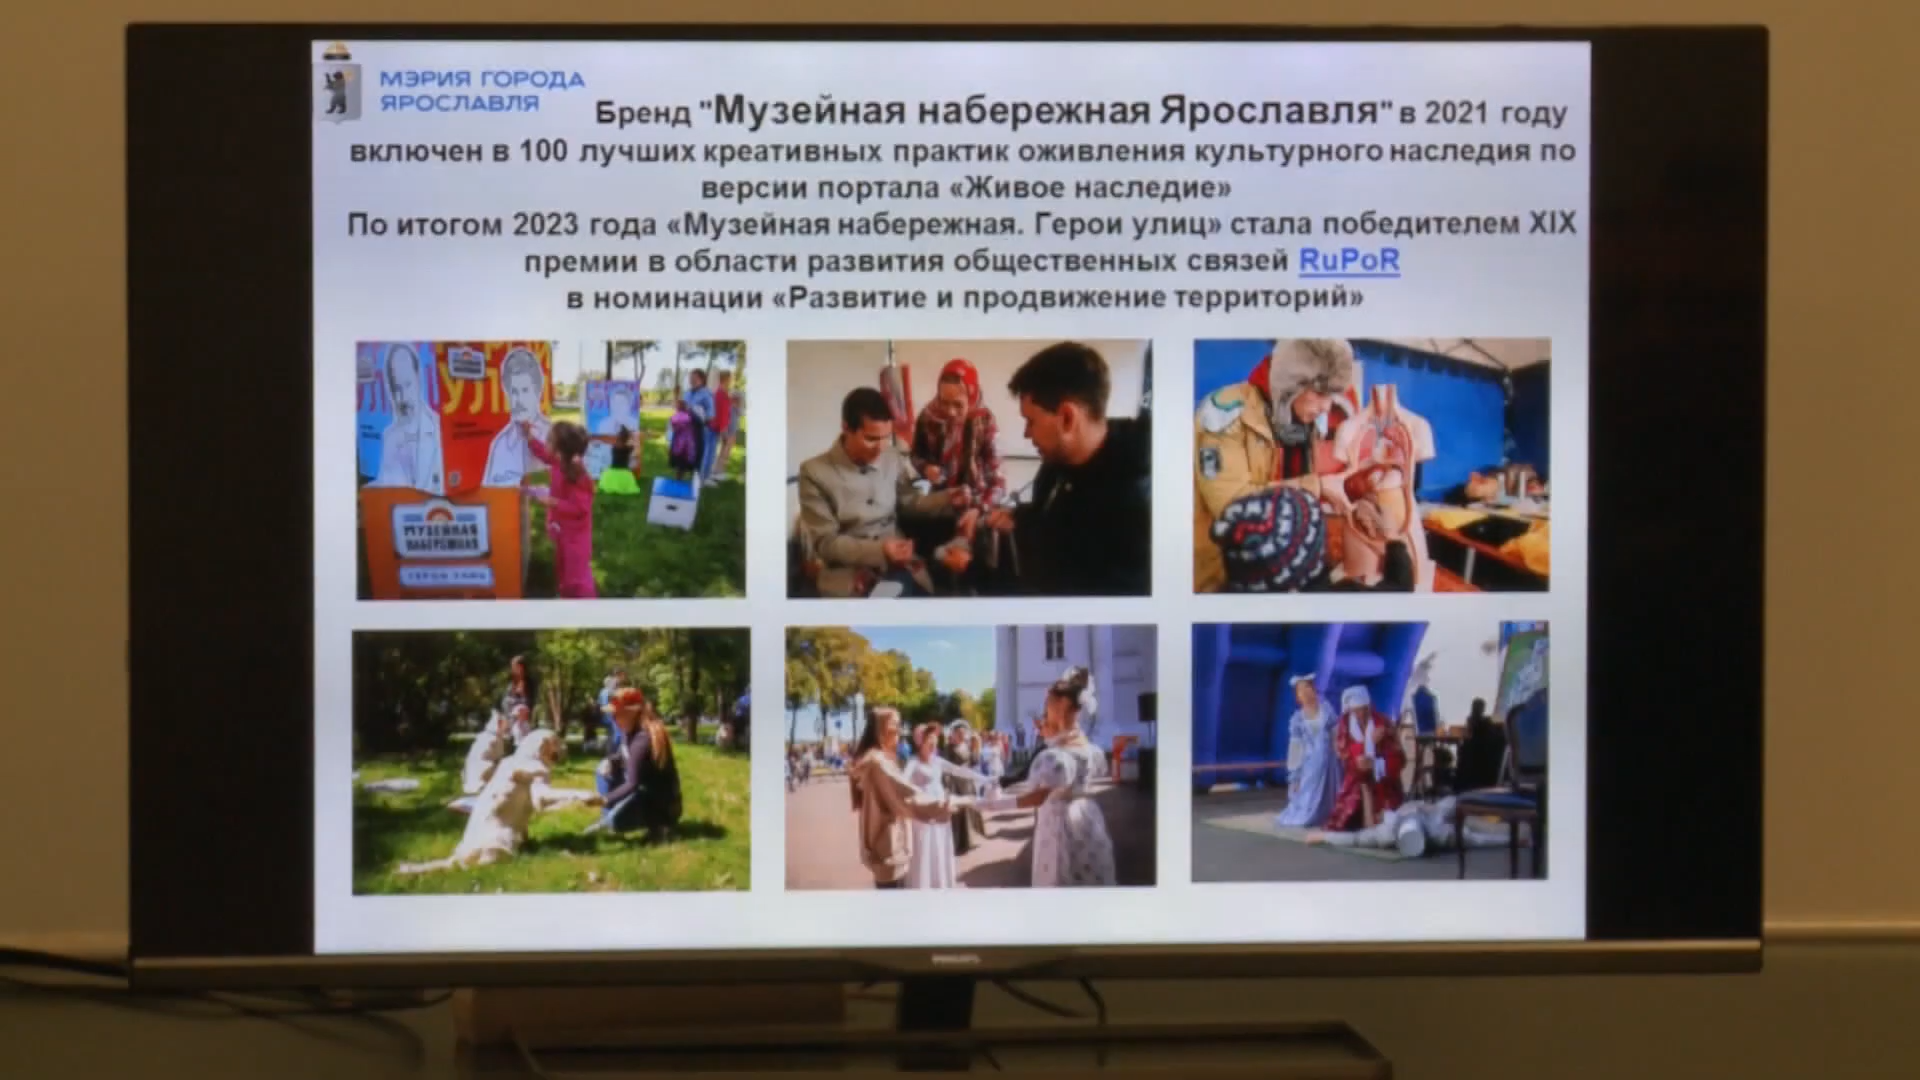 МЭРИЯ ГОРОДА
ЯРОСЛАВЛЯ
Бренд "Музейная набережная Ярославля" в 2021 году
включен в 100 лучших креативных практик оживления культурного наследия по
версии портала «Живое наследие»
По итогом 2023 года «Музейная набережная. Герои улиц» стала победителем XIX
премии в области развития общественных связей RuPoR
в номинации «Развитие и продвижение территорий»
УЛ
МУЗЕЙНАЯ
НАБЕРЕЖНАЯ
PHILIPS